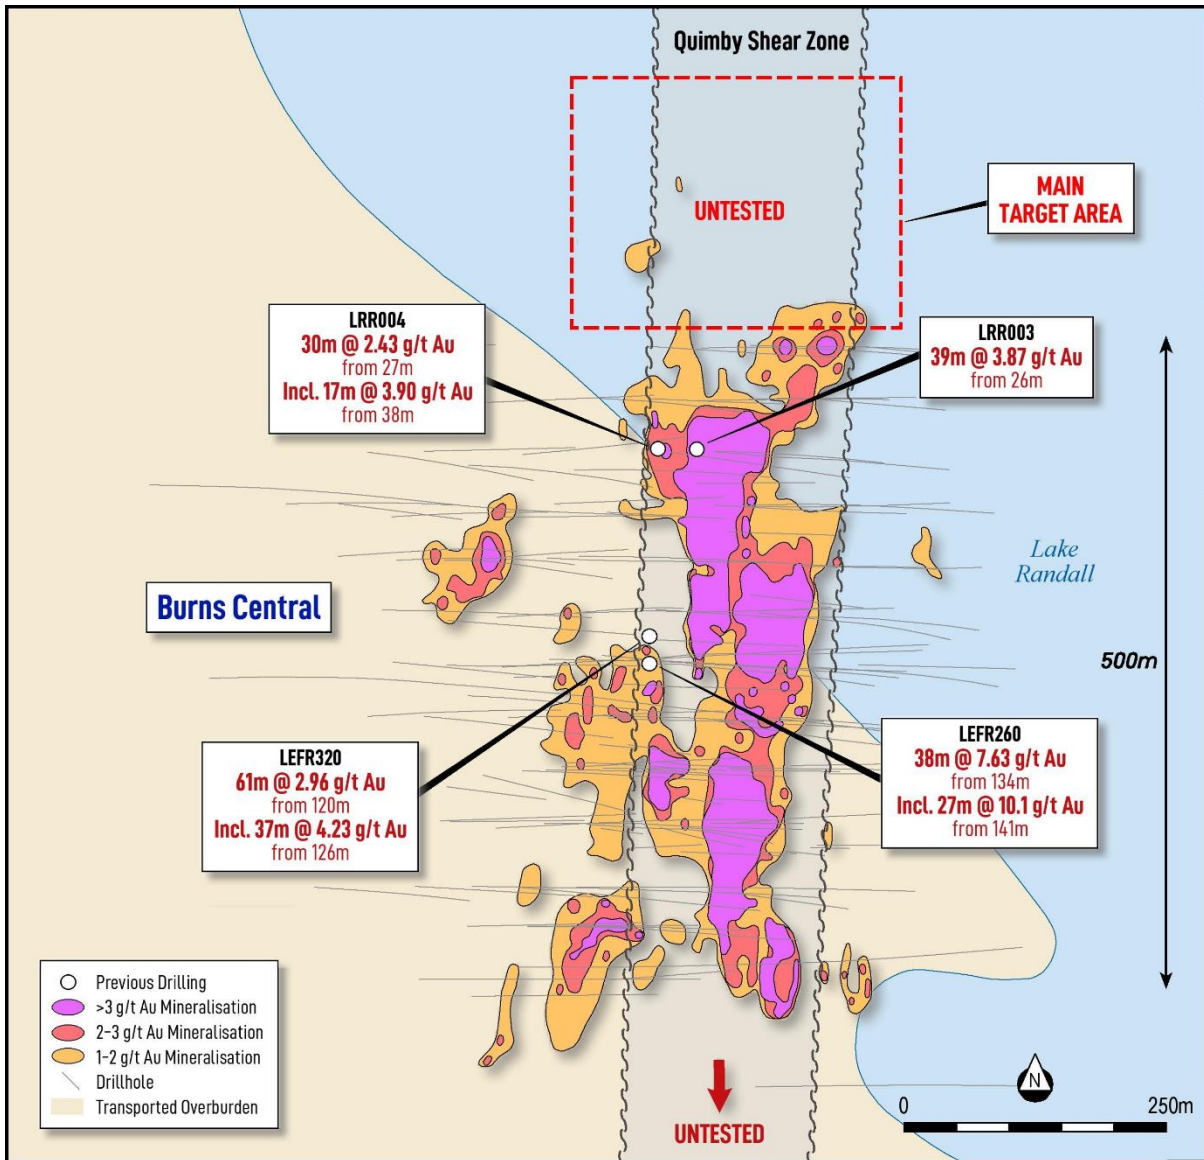 Quimby Shear Zone
UNTESTED
MAIN
TARGET AREA
LRR004
30m @ 2.43 g/t Au
from 27m
Incl. 17m @ 3.90 g/t Au
from 38m
LRR003
39m @ 3.87 g/t Au
from 26m
Lake
Randall
Burns Central
500m
LEFR320
61m @ 2.96 g/t Au
from 120m
Incl. 37m @ 4.23 g/t Au
from 126m
LEFR260
38m @ 7.63 g/t Au
from 134m
Incl. 27m @ 10.1 g/t Au
from 141m
Previous Drilling
>3 g/t Au Mineralisation
2-3 g/t Au Mineralisation
1-2 g/t Au Mineralisation
Drillhole
Transported Overburden
UNTESTED
N
0 250m